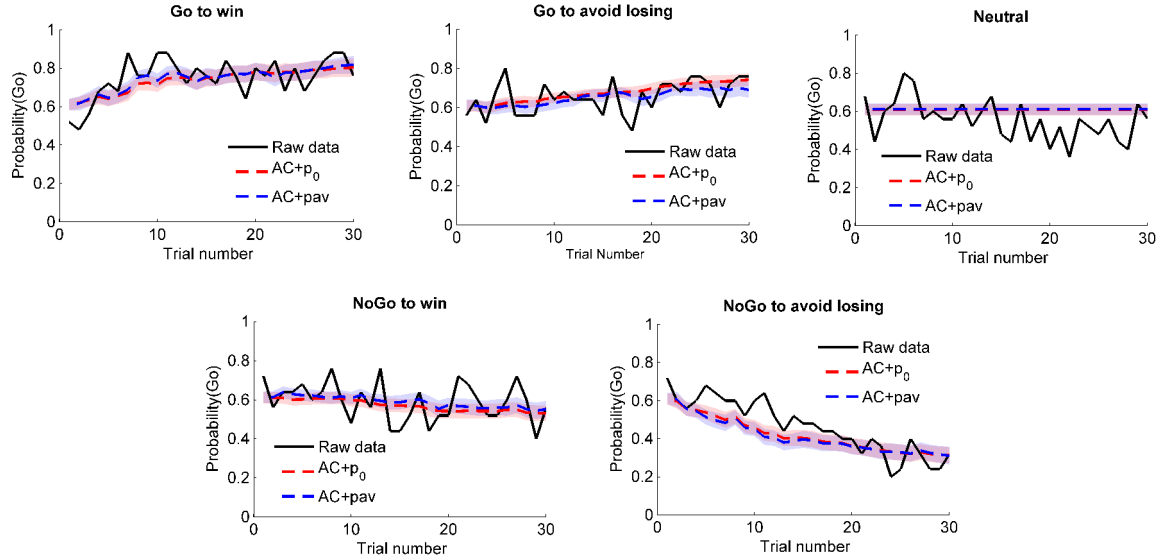 Go to win
Probability(Go)
1
0.8
0.6
0.4
0.2
0
0
10
20
30
Trial number
Raw data
AC+p0
AC+pav
Go to avoid losing
Probability(Go)
1
0.8
0.6
0.4
0.2
0
0
10
20
30
Trial Number
Raw data
AC+p0
AC+pav
Neutral
Probability(Go)
1
0.8
0.6
0.4
0.2
0
0
10
20
30
Trial number
Raw data
AC+p0
AC+pav
NoGo to win
Probability(Go)
1
0.8
0.6
0.4
0.2
0
0
10
20
30
Trial number
Raw data
AC+p0
AC+pav
NoGo to avoid losing
Probability(Go)
1
0.8
0.6
0.4
0.2
0
0
10
20
30
Trial number
Raw data
AC+p0
AC+pav